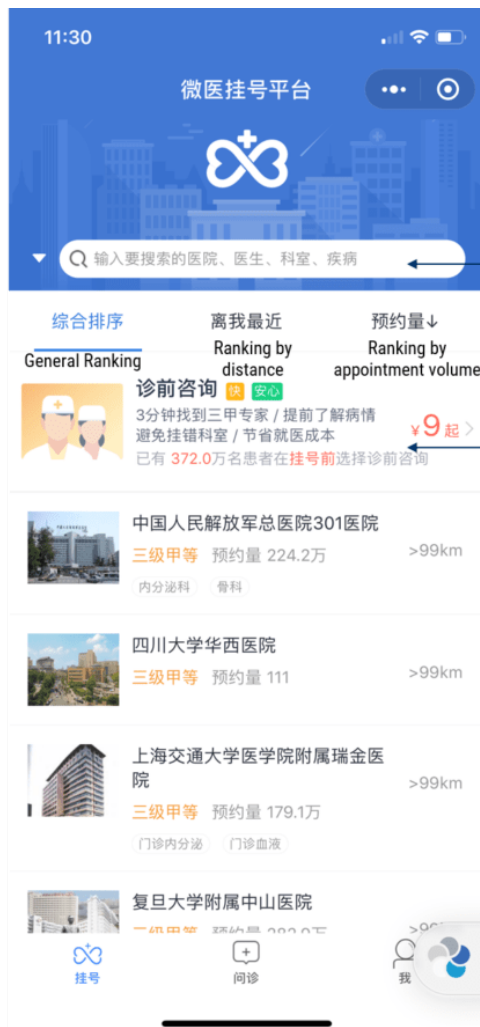 11:30
微医挂号平台
输入要搜索的医院、医生、科室、疾病
综合排序 离我最近 预约量↓
General Ranking Ranking by distance Ranking by appointment volume
诊前咨询 快 安心
3分钟找到三甲专家 / 提前了解病情
避免挂错科室 / 节省就医成本
¥9起
已有 372.0万名患者在挂号前选择诊前咨询
中国人民解放军总医院301医院
三级甲等 预约量 224.2万 >99km
内分泌科 骨科
四川大学华西医院
三级甲等 预约量 111 >99km
上海交通大学医学院附属瑞金医
院
>99km
三级甲等 预约量 179.1万
门诊内分泌 门诊血液
复旦大学附属中山医院
挂号 问诊 我